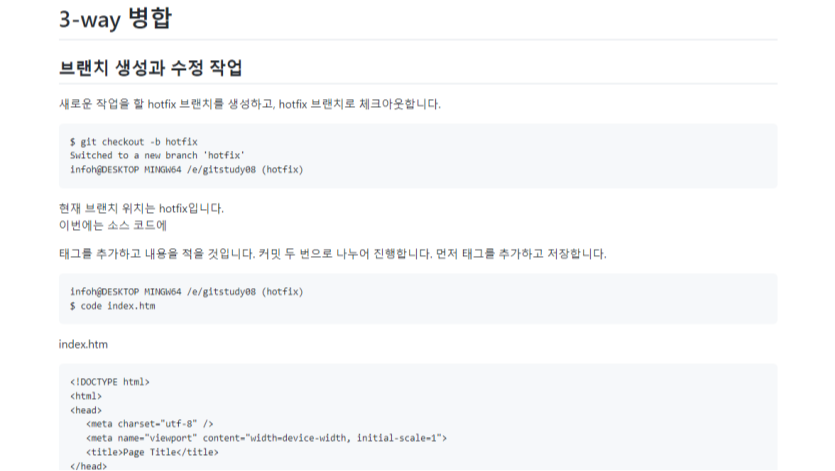 3-way 병합
브랜치 생성과 수정 작업
새로운 작업을 할 hotfix 브랜치를 생성하고, hotfix 브랜치로 체크아웃합니다.
$ git checkout -b hotfix
Switched to a new branch 'hotfix'
infoh@DESKTOP MINGW64 /e/gitstudy08 (hotfix)
현재 브랜치 위치는 hotfix입니다.
이번에는 소스 코드에
태그를 추가하고 내용을 적을 것입니다. 커밋 두 번으로 나누어 진행합니다. 먼저 태그를 추가하고 저장합니다.
infoh@DESKTOP MINGW64 /e/gitstudy08 (hotfix)
$ code index.htm
index.htm
<!DOCTYPE html>
<html>
<head>
<meta charset="utf-8" />
<meta name="viewport" content="width=device-width, initial-scale=1">
<title>Page Title</title>
</head>